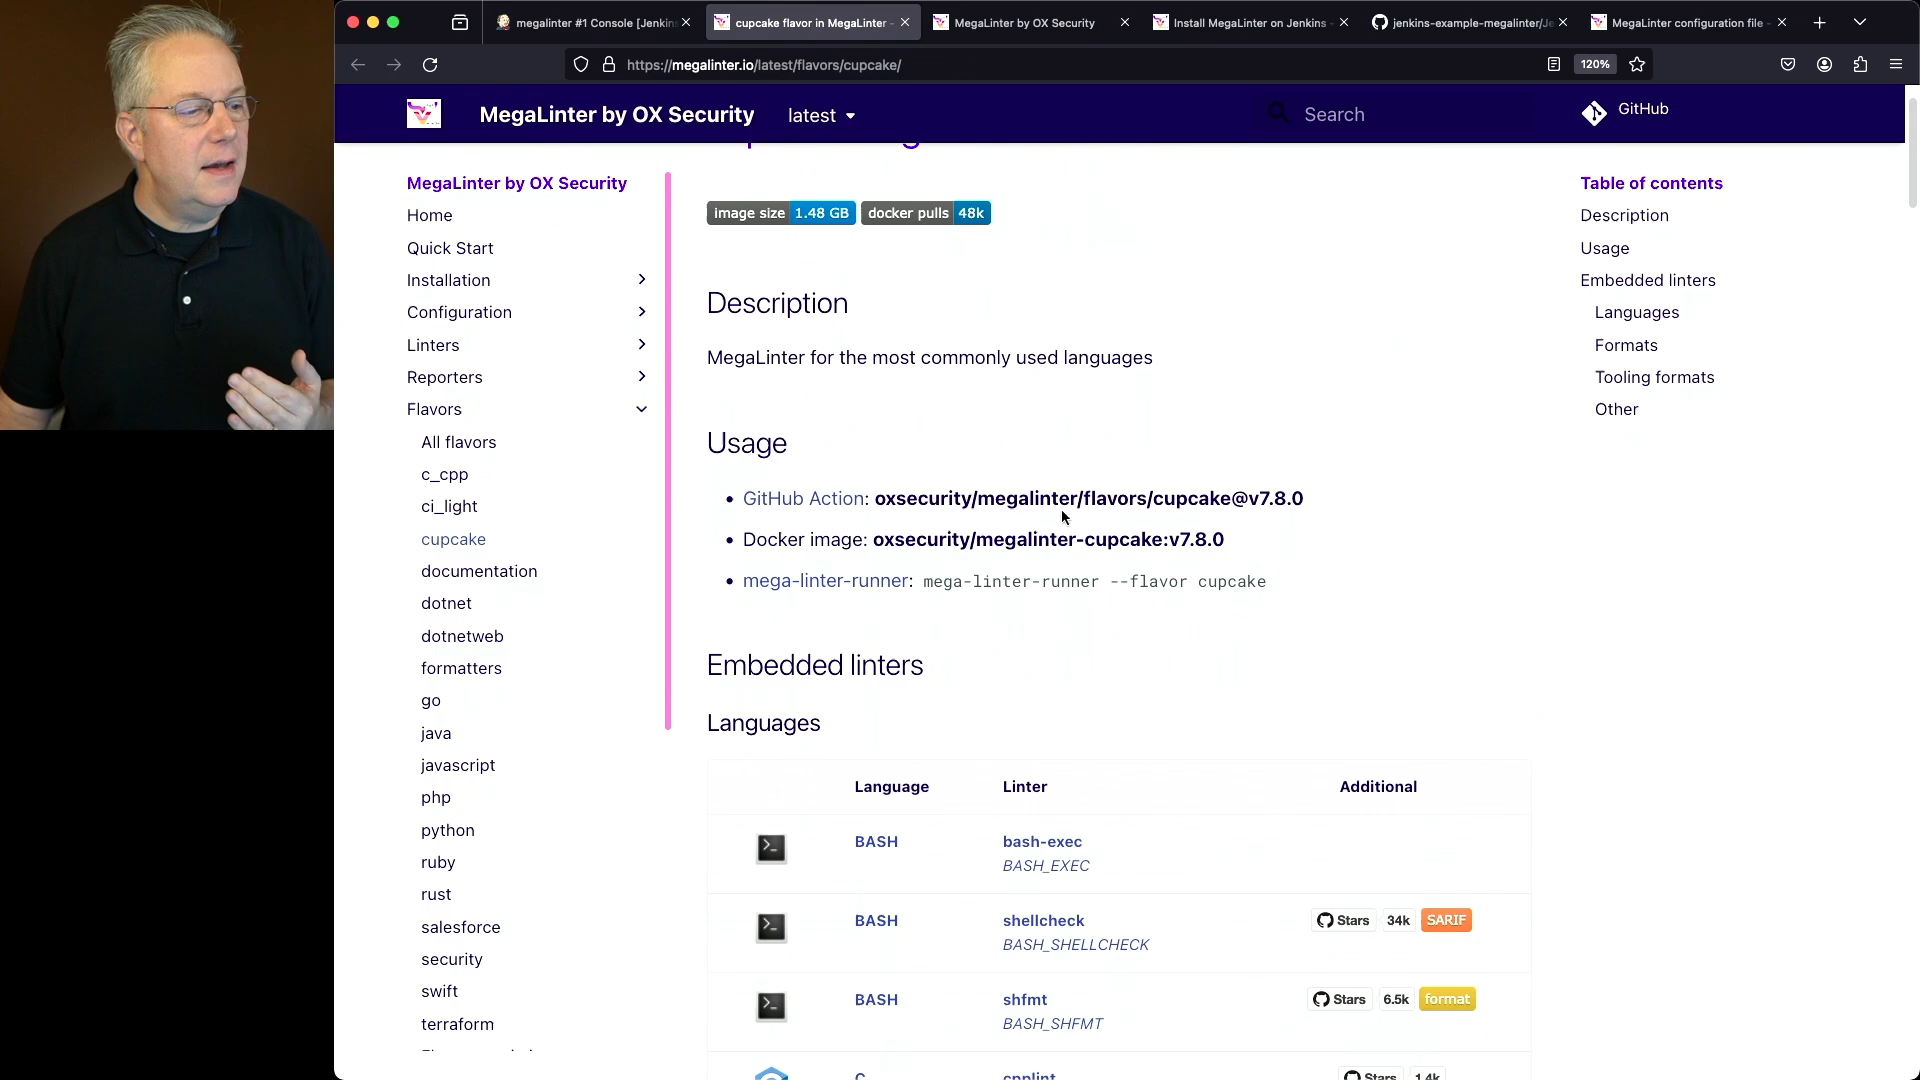 megalinter #1 Console [Jenkins
cupcake flavor in MegaLinter -
MegaLinter by OX Security
Install MegaLinter on Jenkins -
jenkins-example-megalinter/Je
MegaLinter configuration file -
https://megalinter.io/latest/flavors/cupcake/
120%
MegaLinter by OX Security
latest
Search
GitHub
MegaLinter by OX Security
Home
Quick Start
Installation
Configuration
Linters
Reporters
Flavors
All flavors
c_cpp
ci_light
cupcake
documentation
dotnet
dotnetweb
formatters
go
java
javascript
php
python
ruby
rust
salesforce
security
swift
terraform
image size 1.48 GB docker pulls 48k
Description
MegaLinter for the most commonly used languages
Usage
• GitHub Action: oxsecurity/megalinter/flavors/cupcake@v7.8.0
• Docker image: oxsecurity/megalinter-cupcake:v7.8.0
• mega-linter-runner: mega-linter-runner --flavor cupcake
Embedded linters
Languages
Language Linter Additional
BASH bash-exec
BASH_EXEC
BASH shellcheck Stars 34k SARIF
BASH_SHELLCHECK
BASH shfmt Stars 6.5k format
BASH_SHFMT
C cpplint Stars 1.4k
Table of contents
Description
Usage
Embedded linters
Languages
Formats
Tooling formats
Other